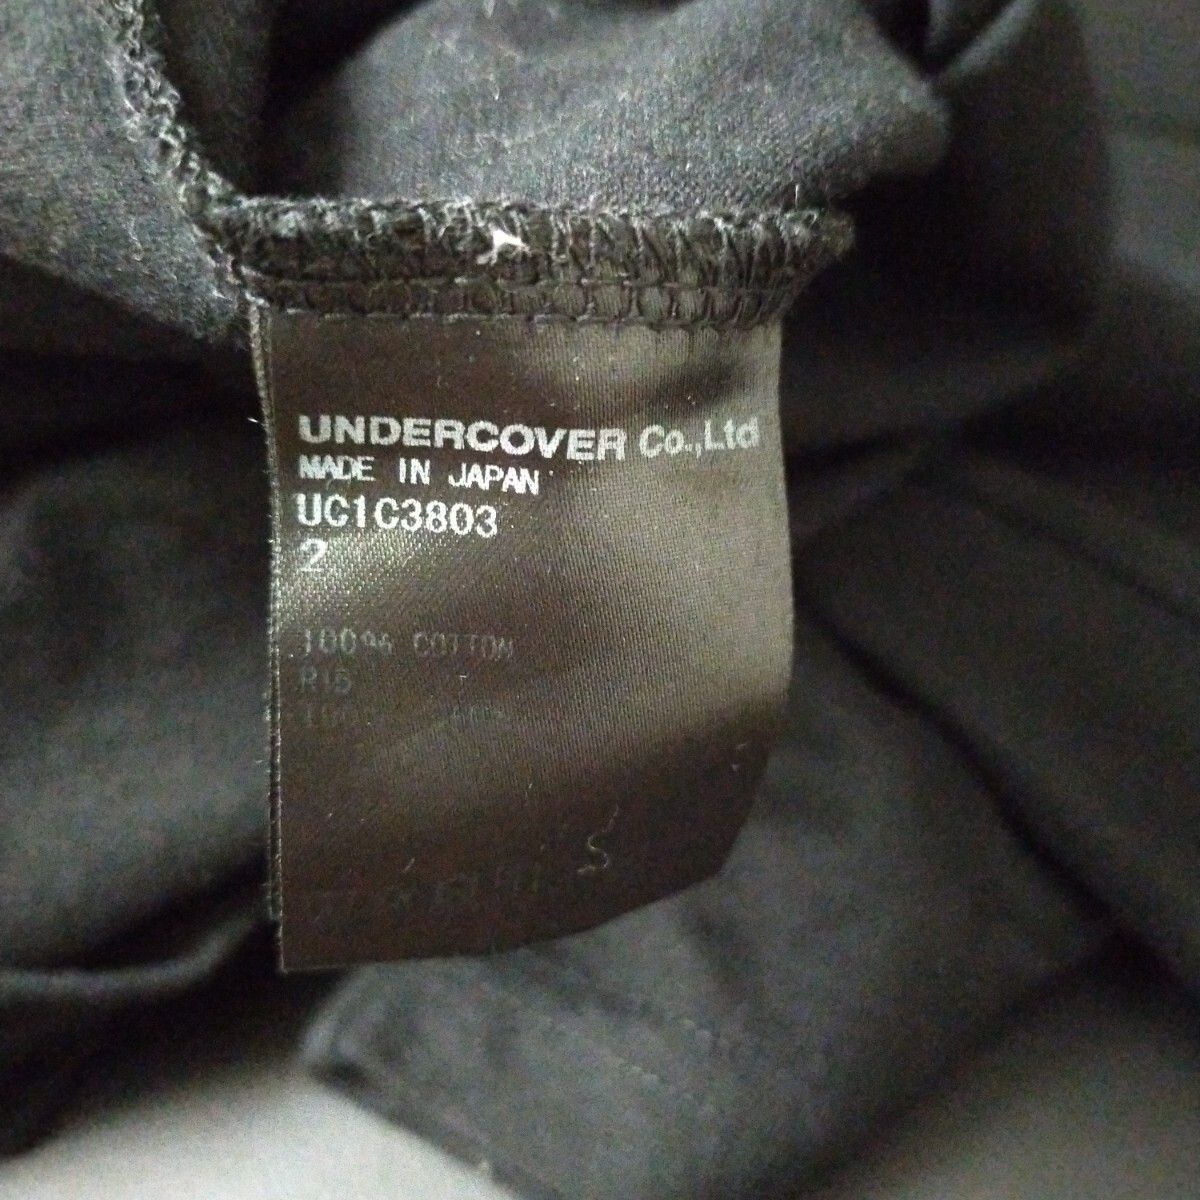 UNDERCOVER Co.,Ltd
MADE IN JAPAN
UC1C3803
2
100% COTTON
RIB